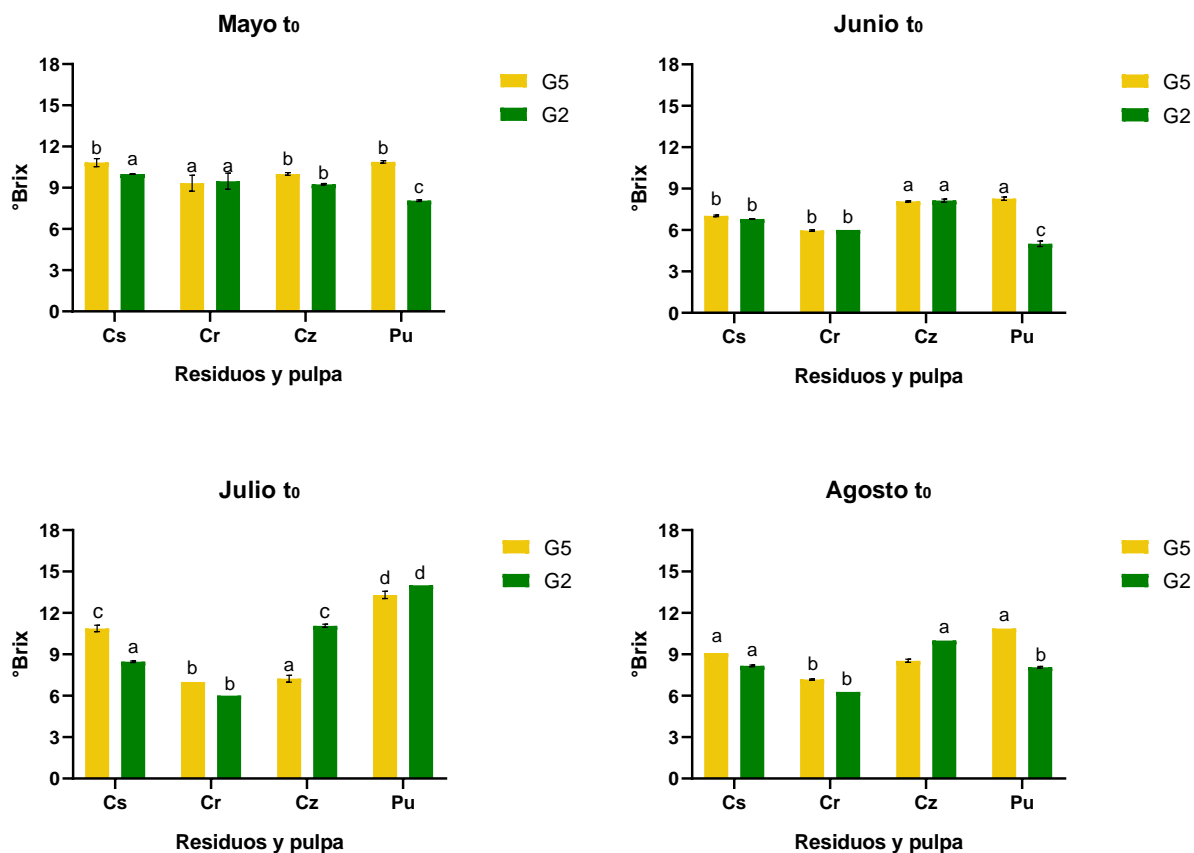 Mayo t0
18
15
12
9
6
3
0
°Brix
b
a
a
a
b
b
b
c
Cs
Cr
Cz
Pu
Residuos y pulpa
G5
G2
Junio t0
18
15
12
9
6
3
0
°Brix
b
b
b
b
a
a
a
c
Cs
Cr
Cz
Pu
Residuos y pulpa
G5
G2
Julio t0
18
15
12
9
6
3
0
°Brix
c
a
b
b
a
c
d
d
Cs
Cr
Cz
Pu
Residuos y pulpa
G5
G2
Agosto t0
18
15
12
9
6
3
0
°Brix
a
a
b
b
a
a
a
b
Cs
Cr
Cz
Pu
Residuos y pulpa
G5
G2